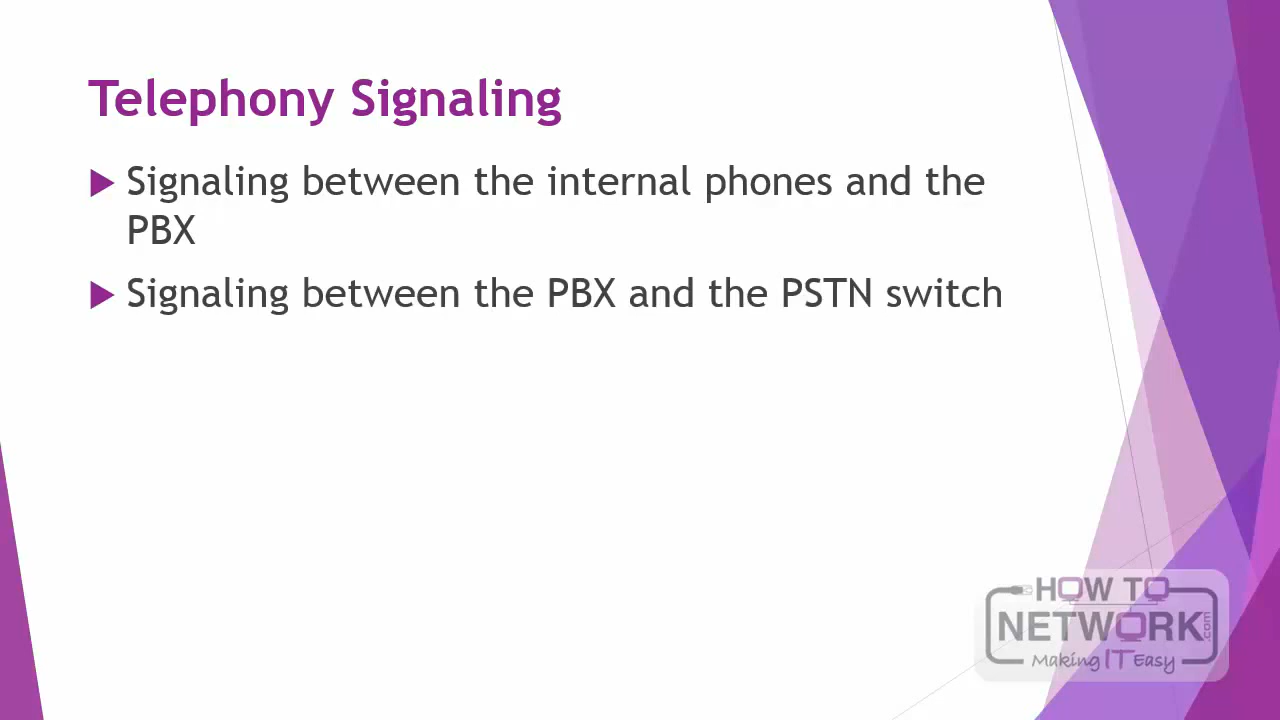 Telephony Signaling
Signaling between the internal phones and the
PBX
Signaling between the PBX and the PSTN switch
HOW TO
NETWORK.com
Making IT Easy